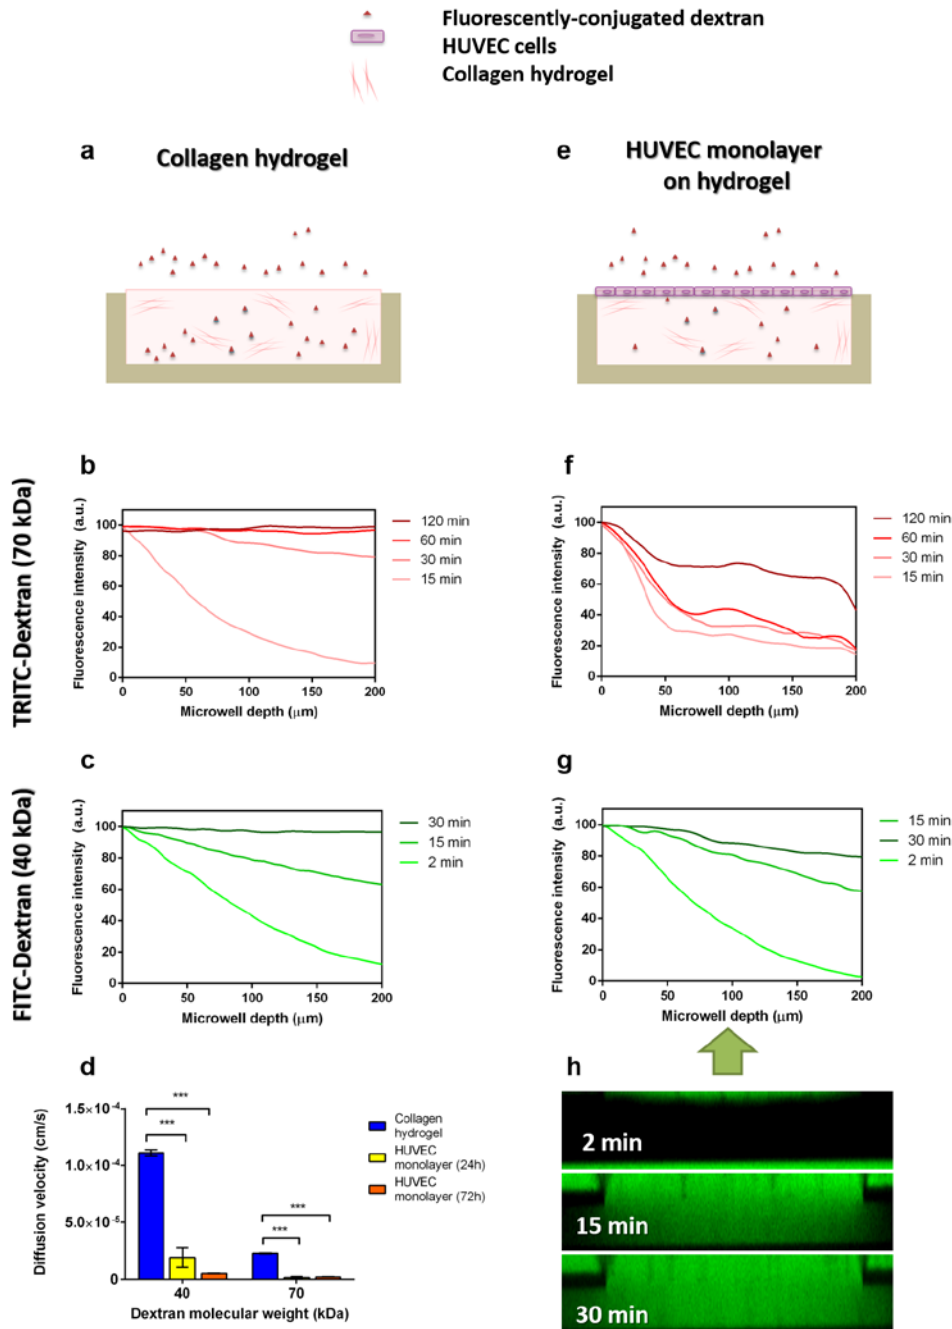 Fluorescently-conjugated dextran
HUVEC cells
Collagen hydrogel
a
Collagen hydrogel
e
HUVEC monolayer
on hydrogel
TRITC-Dextran (70 kDa)
b
Fluorescence intensity (a.u.)
100
80
60
40
20
0
0 50 100 150 200
Microwell depth (μm)
120 min
60 min
30 min
15 min
f
Fluorescence intensity (a.u.)
100
80
60
40
20
0
0 50 100 150 200
Microwell depth (μm)
120 min
60 min
30 min
15 min
FITC-Dextran (40 kDa)
c
Fluorescence intensity (a.u.)
100
80
60
40
20
0
0 50 100 150 200
Microwell depth (μm)
30 min
15 min
2 min
g
Fluorescence intensity (a.u.)
100
80
60
40
20
0
0 50 100 150 200
Microwell depth (μm)
15 min
30 min
2 min
d
Diffusion velocity (cm/s)
1.5×10⁻⁴
1.0×10⁻⁴
5.0×10⁻⁵
0
***
***
***
***
40 70
Dextran molecular weight (kDa)
Collagen
hydrogel
HUVEC
monolayer (24h)
HUVEC
monolayer (72h)
h
2 min
15 min
30 min